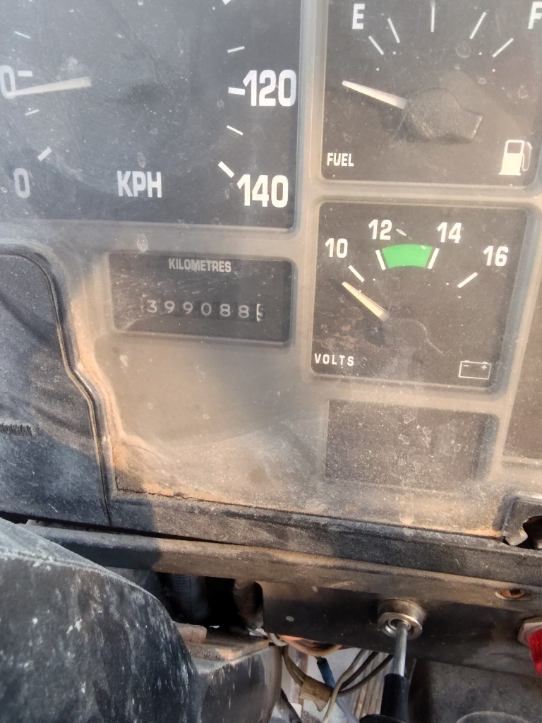 E F
120
0 KPH 140
FUEL
12 14
10 16
KILOMETRES
399088
VOLTS